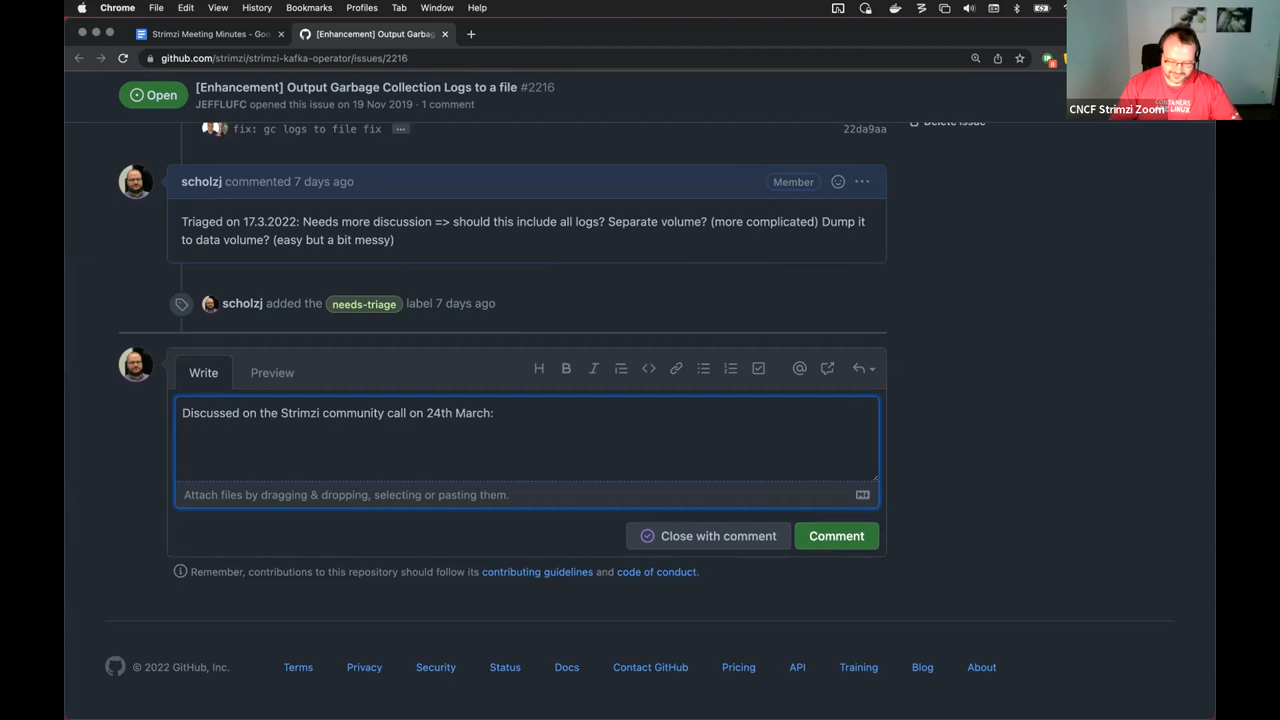 Chrome File Edit View History Bookmarks Profiles Tab Window Help
Strimzi Meeting Minutes - Goo
[Enhancement] Output Garbag
github.com/strimzi/strimzi-kafka-operator/issues/2216
Open
[Enhancement] Output Garbage Collection Logs to a file #2216
JEFFLUFC opened this issue on 19 Nov 2019 · 1 comment
CONTAINERS
LINUX
CNCF Strimzi Zoom
fix: gc logs to file fix ...
22da9aa
Delete issue
scholzj commented 7 days ago
Member
Triaged on 17.3.2022: Needs more discussion => should this include all logs? Separate volume? (more complicated) Dump it
to data volume? (easy but a bit messy)
scholzj added the needs-triage label 7 days ago
Write Preview
Discussed on the Strimzi community call on 24th March:
Attach files by dragging & dropping, selecting or pasting them.
Close with comment Comment
Remember, contributions to this repository should follow its contributing guidelines and code of conduct.
© 2022 GitHub, Inc. Terms Privacy Security Status Docs Contact GitHub Pricing API Training Blog About